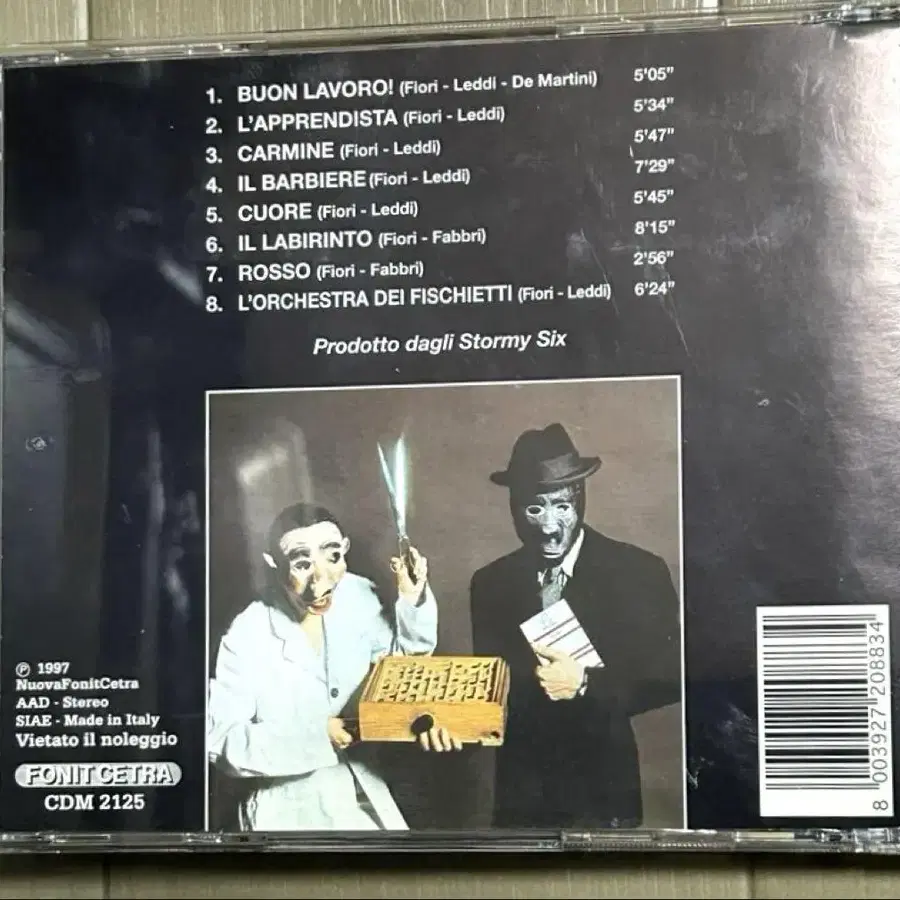 1. BUON LAVORO! (Fiori - Leddi - De Martini) 5'05"
2. L'APPRENDISTA (Fiori - Leddi) 5'34"
3. CARMINE (Fiori - Leddi) 5'47"
4. IL BARBIERE (Fiori - Leddi) 7'29"
5. CUORE (Fiori - Leddi) 5'45"
6. IL LABIRINTO (Fiori - Fabbri) 8'15"
7. ROSSO (Fiori - Fabbri) 2'56"
8. L'ORCHESTRA DEI FISCHIETTI (Fiori - Leddi) 6'24"
Prodotto dagli Stormy Six
℗ 1997
NuovaFonitCetra
AAD - Stereo
SIAE - Made in Italy
Vietato il noleggio
FONIT CETRA
CDM 2125
8 003927 208834